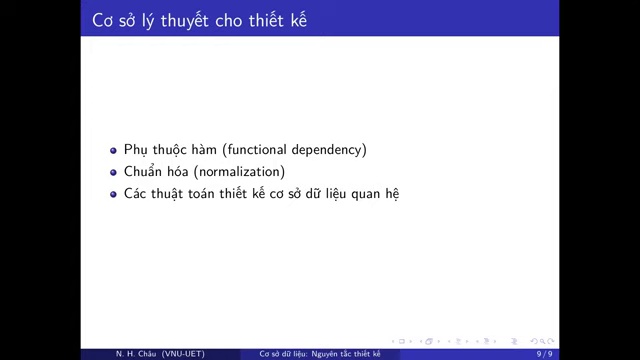 Cơ sở lý thuyết cho thiết kế
Phụ thuộc hàm (functional dependency)
Chuẩn hóa (normalization)
Các thuật toán thiết kế cơ sở dữ liệu quan hệ
N. H. Châu (VNU-UET) Cơ sở dữ liệu: Nguyên tắc thiết kế 9 / 9